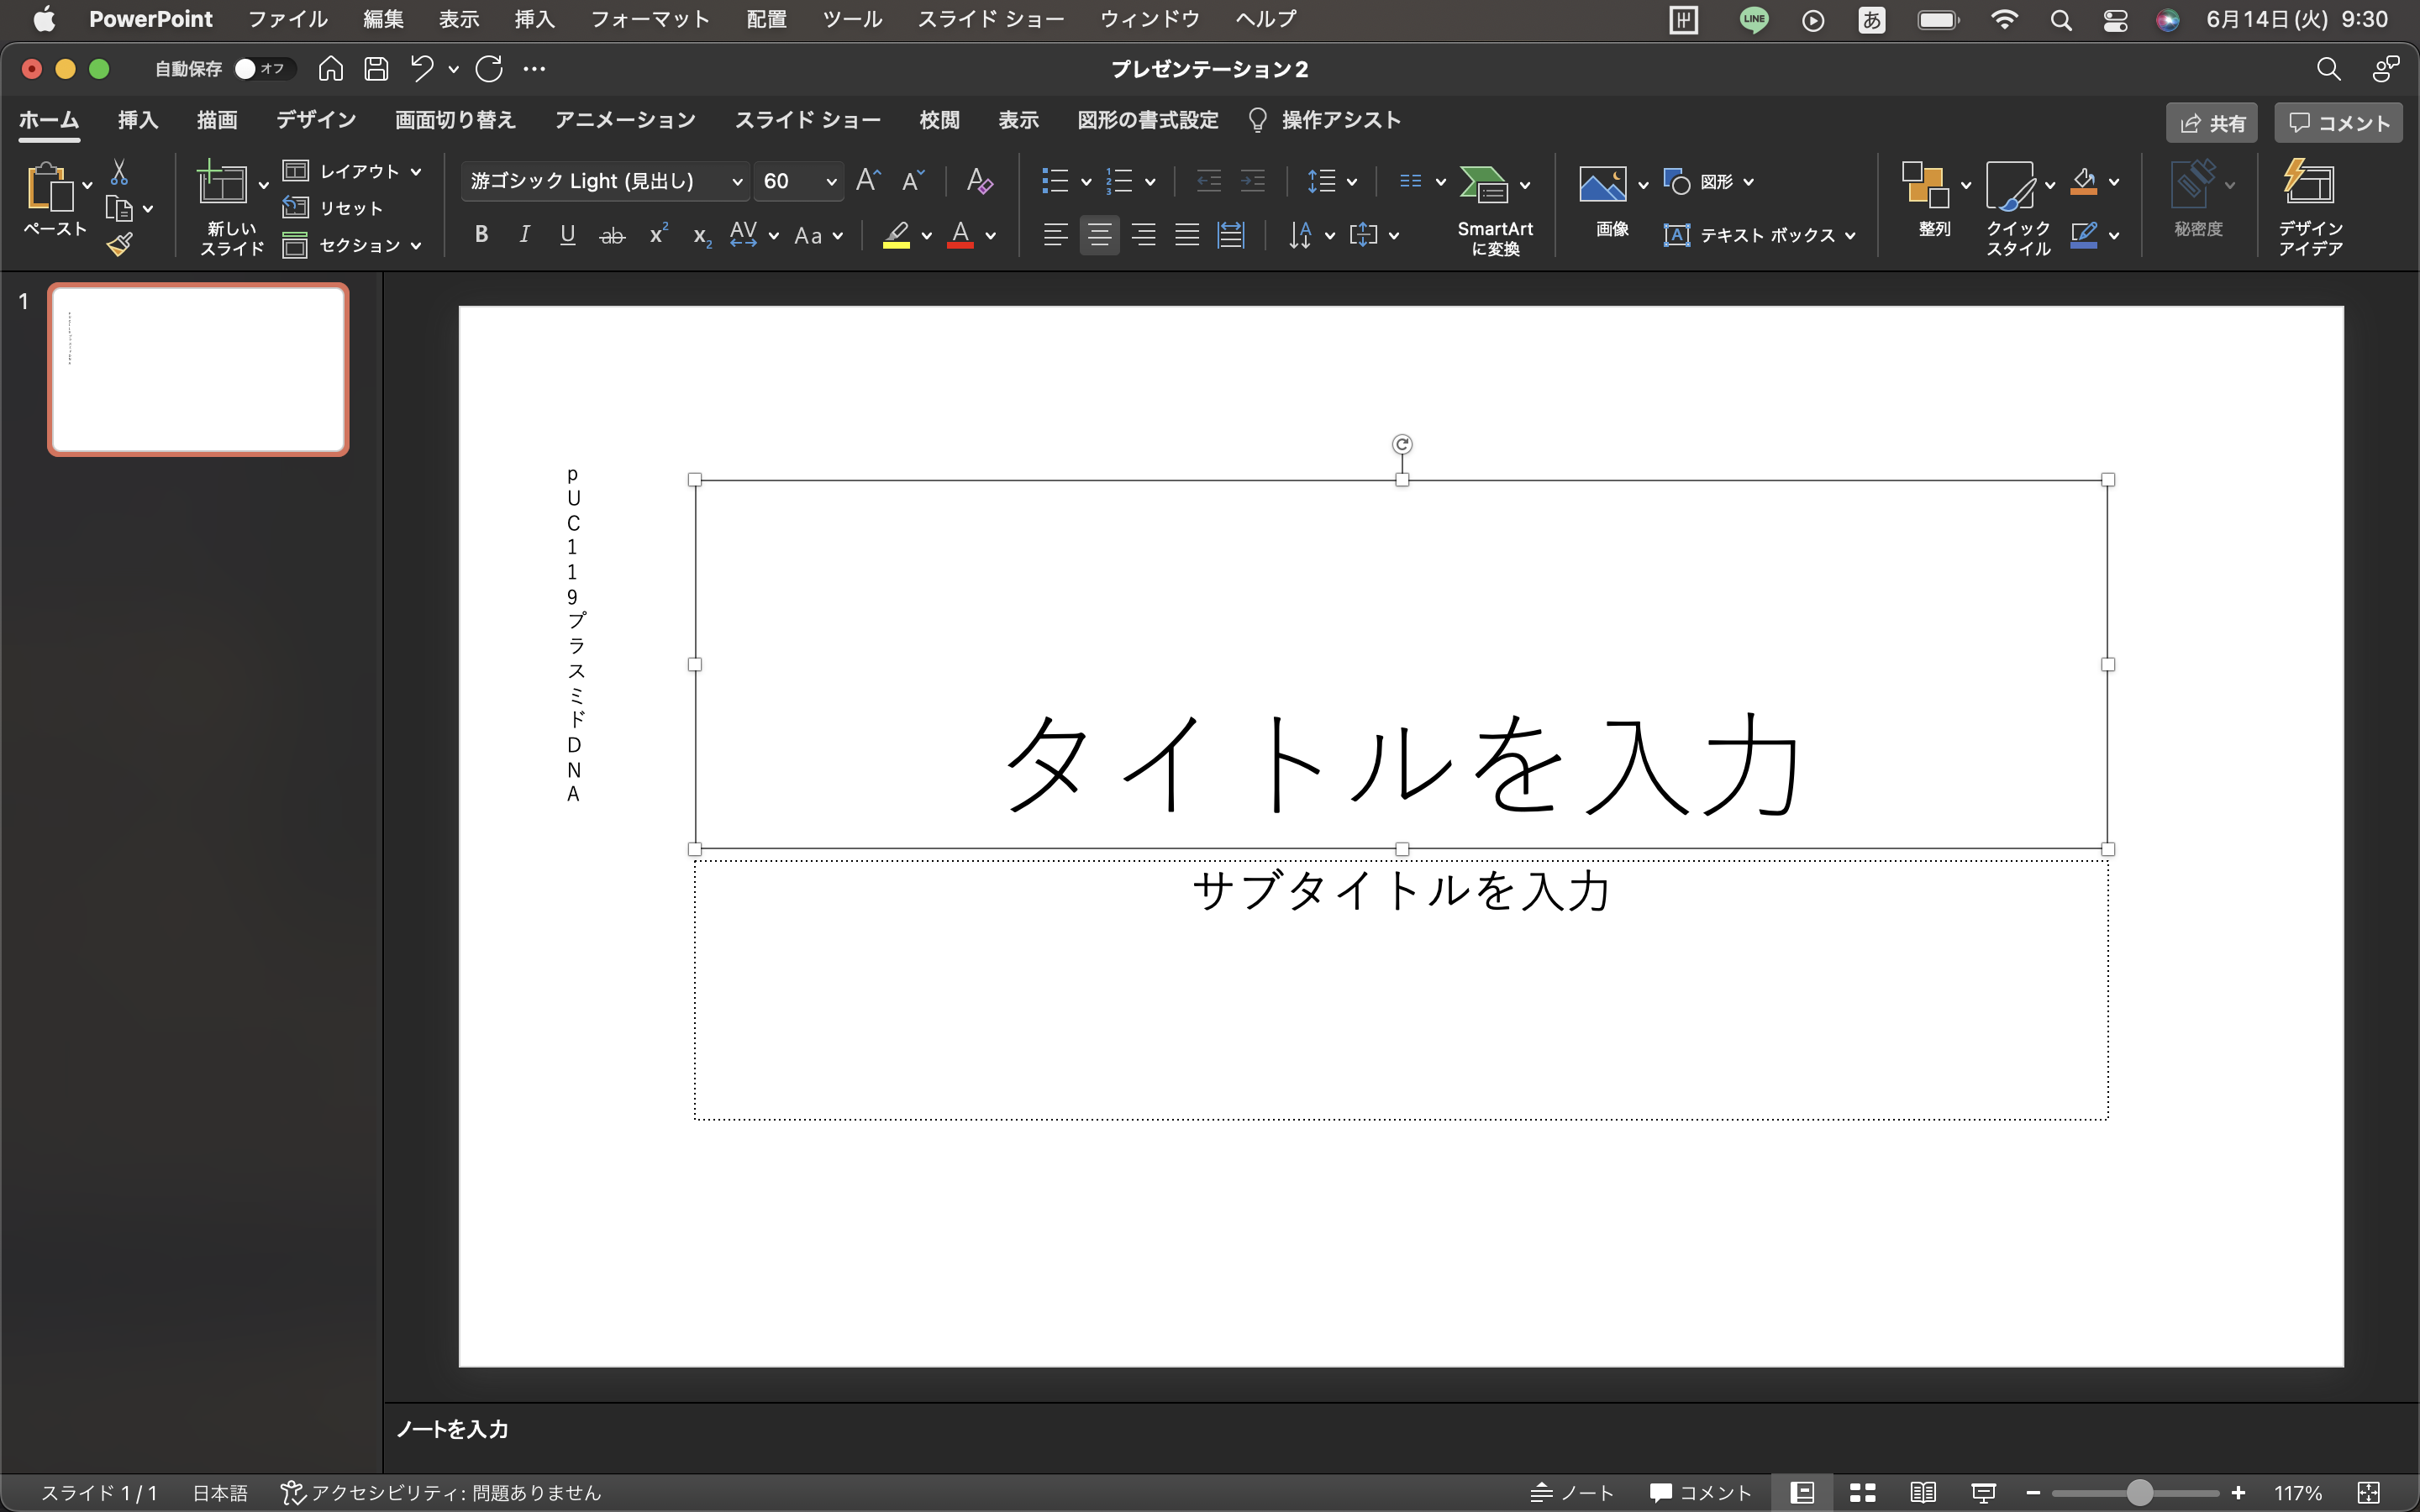 PowerPoint ファイル 編集 表示 挿入 フォーマット 配置 ツール スライド ショー ウィンドウ ヘルプ LINE あ 6月14日(火) 9:30
自動保存 オフ プレゼンテーション2
ホーム 挿入 描画 デザイン 画面切り替え アニメーション スライド ショー 校閲 表示 図形の書式設定 操作アシスト 共有 コメント
ペースト
新しい
スライド
レイアウト
リセット
セクション
游ゴシック Light (見出し) 60
SmartArt
に変換
画像
図形
テキスト ボックス
整列
クイック
スタイル
秘密度
デザイン
アイデア
1
pUC119プラスミドDNA
タイトルを入力
サブタイトルを入力
ノートを入力
スライド 1 / 1 日本語 アクセシビリティ: 問題ありません ノート コメント 117%